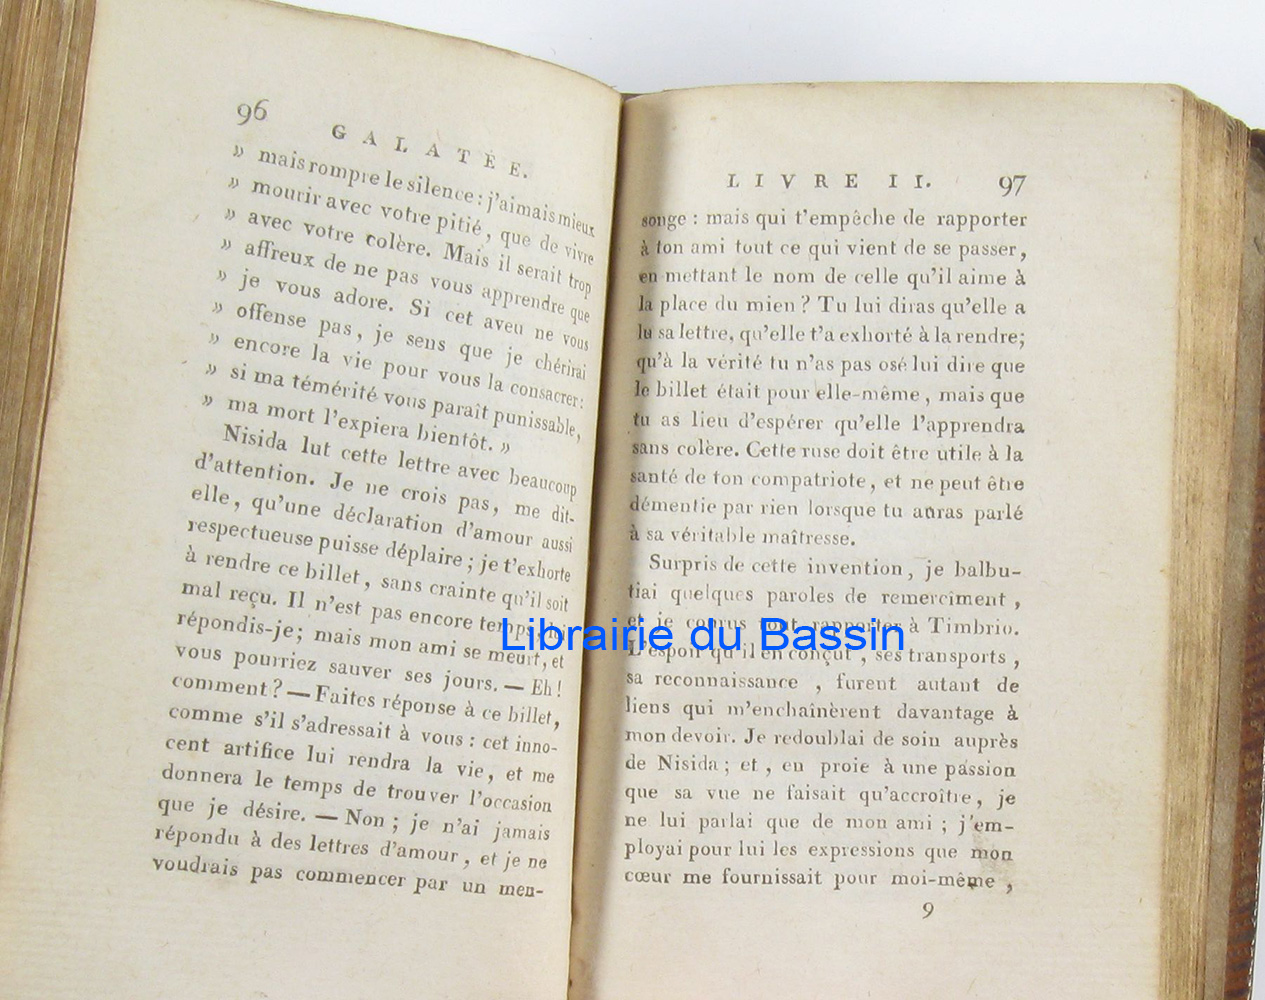 96
GALATÉE.
» mais rompre le silence : j'aimais mieux
» mourir avec votre pitié, que de vivre
» avec votre colère. Mais il serait trop
» affreux de ne pas vous apprendre que
» je vous adore. Si cet aveu ne vous
» offense pas, je sens que je chérirai
» encore la vie pour vous la consacrer :
» si ma témérité vous paraît punissable,
» ma mort l'expiera bientôt. »
Nisida lut cette lettre avec beaucoup
d'attention. Je ne crois pas, me dit-
elle, qu'une déclaration d'amour aussi
respectueuse puisse déplaire ; je t'exhorte
à rendre ce billet, sans crainte qu'il soit
mal reçu. Il n'est pas encore temps, lui
répondis-je ; mais mon ami se meurt, et
vous pourriez sauver ses jours. — Eh !
comment ? — Faites réponse à ce billet,
comme s'il s'adressait à vous : cet inno-
cent artifice lui rendra la vie, et me
donnera le temps de trouver l'occasion
que je désire. — Non ; je n'ai jamais
répondu à des lettres d'amour, et je ne
voudrais pas commencer par un men-
LIVRE II. 97
songe : mais qui t'empêche de rapporter
à ton ami tout ce qui vient de se passer,
en mettant le nom de celle qu'il aime à
la place du mien ? Tu lui diras qu'elle a
lu sa lettre, qu'elle t'a exhorté à la rendre ;
qu'à la vérité tu n'as pas osé lui dire que
le billet était pour elle-même, mais que
tu as lieu d'espérer qu'elle l'apprendra
sans colère. Cette ruse doit être utile à la
santé de ton compatriote, et ne peut être
démentie par rien lorsque tu auras parlé
à sa véritable maîtresse.
Surpris de cette invention, je balbu-
tiai quelques paroles de remercîment,
et je courus tout rapporter à Timbrio.
L'espoir qu'il en conçut, ses transports,
sa reconnaissance, furent autant de
liens qui m'enchaînèrent davantage à
mon devoir. Je redoublai de soin auprès
de Nisida ; et, en proie à une passion
que sa vue ne faisait qu'accroître, je
ne lui parlai que de mon ami ; j'em-
ployai pour lui les expressions que mon
cœur me fournissait pour moi-même,
9
Librairie du Bassin